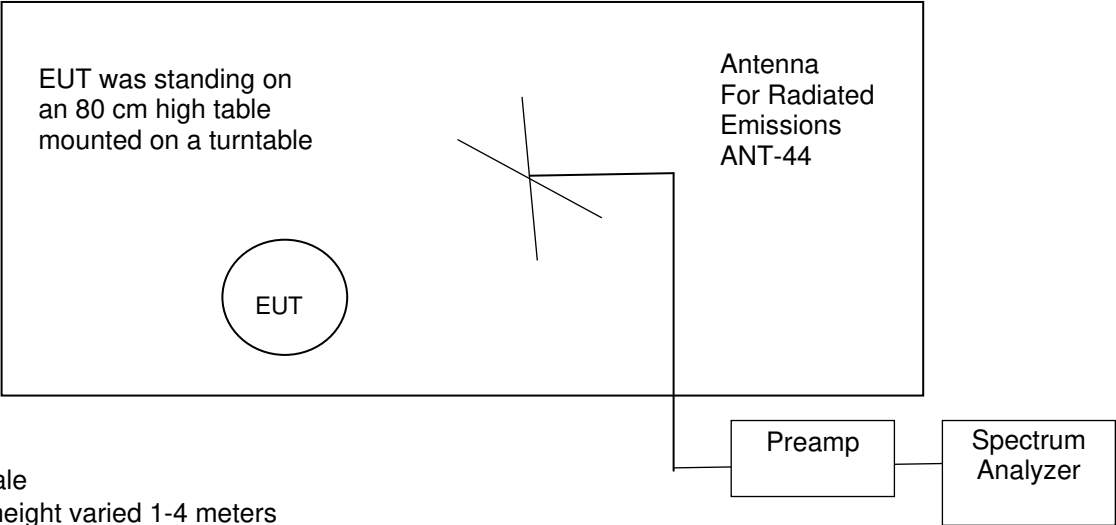 EUT was standing on
an 80 cm high table
mounted on a turntable
Antenna
For Radiated
Emissions
ANT-44
EUT
Preamp
Spectrum
Analyzer
height varied 1-4 meters